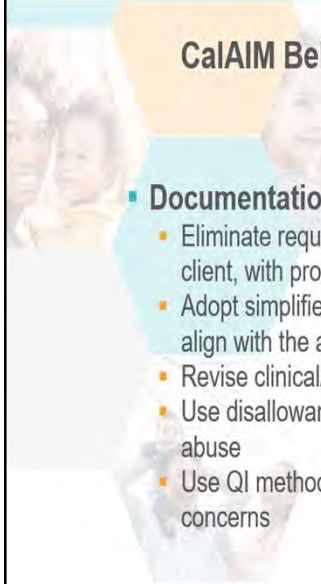 CalAIM Be
Documentatio
Eliminate requ
client, with pro
Adopt simplifie
align with the a
Revise clinical
Use disallowar
abuse
Use QI method
concerns